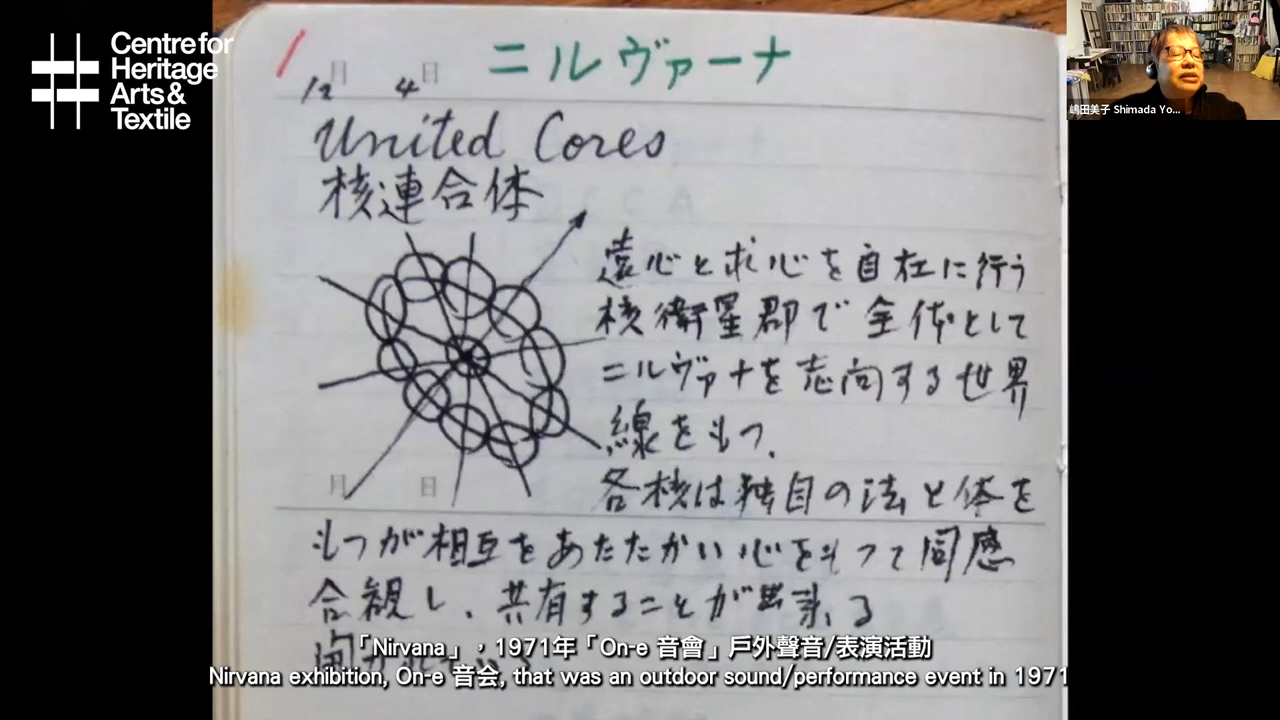 Centre for
Heritage
Arts &
Textile
嶋田美子 Shimada Yo...
1
月 日
12 4
ニルヴァーナ
United Cores
核連合体
遠心と求心を自在に行う
核衛星郡で全体として
ニルヴァナを志向する世界
線をもつ.
各核は独自の法と体を
月 日
もつが相互をあたたかい心をもって同感
合観し、共有することが出来る
「Nirvana」，1971年「On-e 音會」戶外聲音/表演活動
Nirvana exhibition, On-e 音会, that was an outdoor sound/performance event in 1971